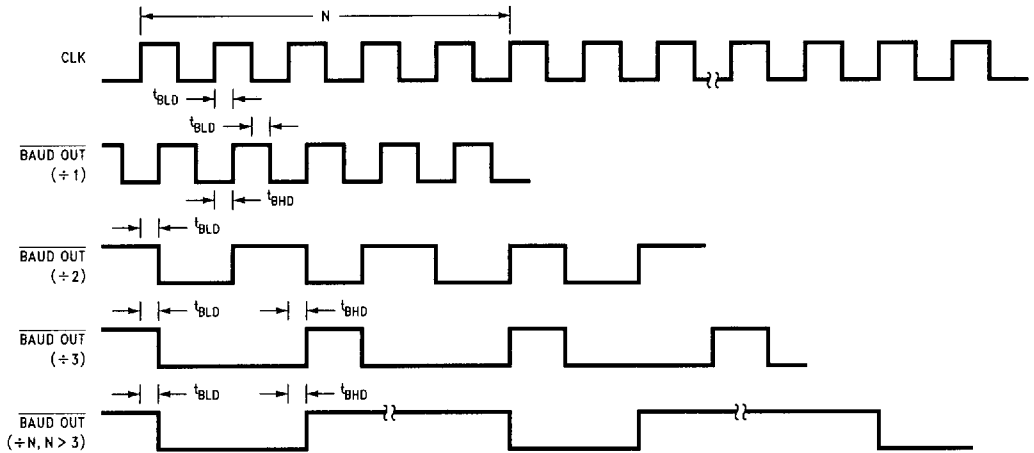 N
CLK
tBLD
tBLD
BAUD OUT
(÷1)
tBHD
tBLD
BAUD OUT
(÷2)
tBLD
tBHD
BAUD OUT
(÷3)
tBLD
tBHD
BAUD OUT
(÷N, N > 3)